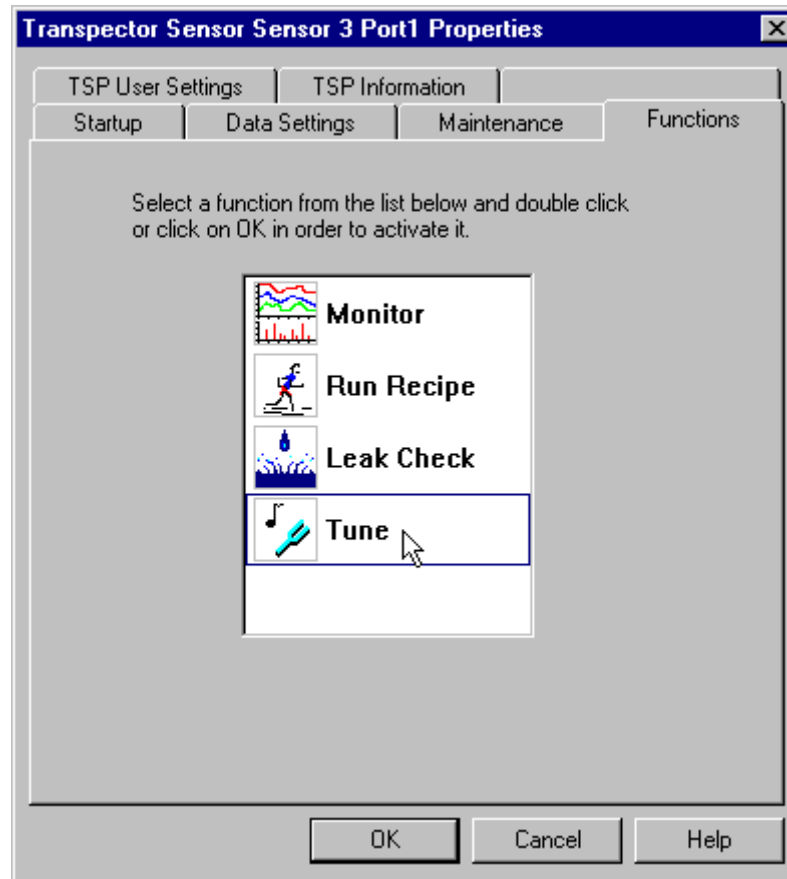 Transpector Sensor Sensor 3 Port1 Properties
TSP User Settings
TSP Information
Startup
Data Settings
Maintenance
Functions
Select a function from the list below and double click
or click on OK in order to activate it.
Monitor
Run Recipe
Leak Check
Tune
OK
Cancel
Help